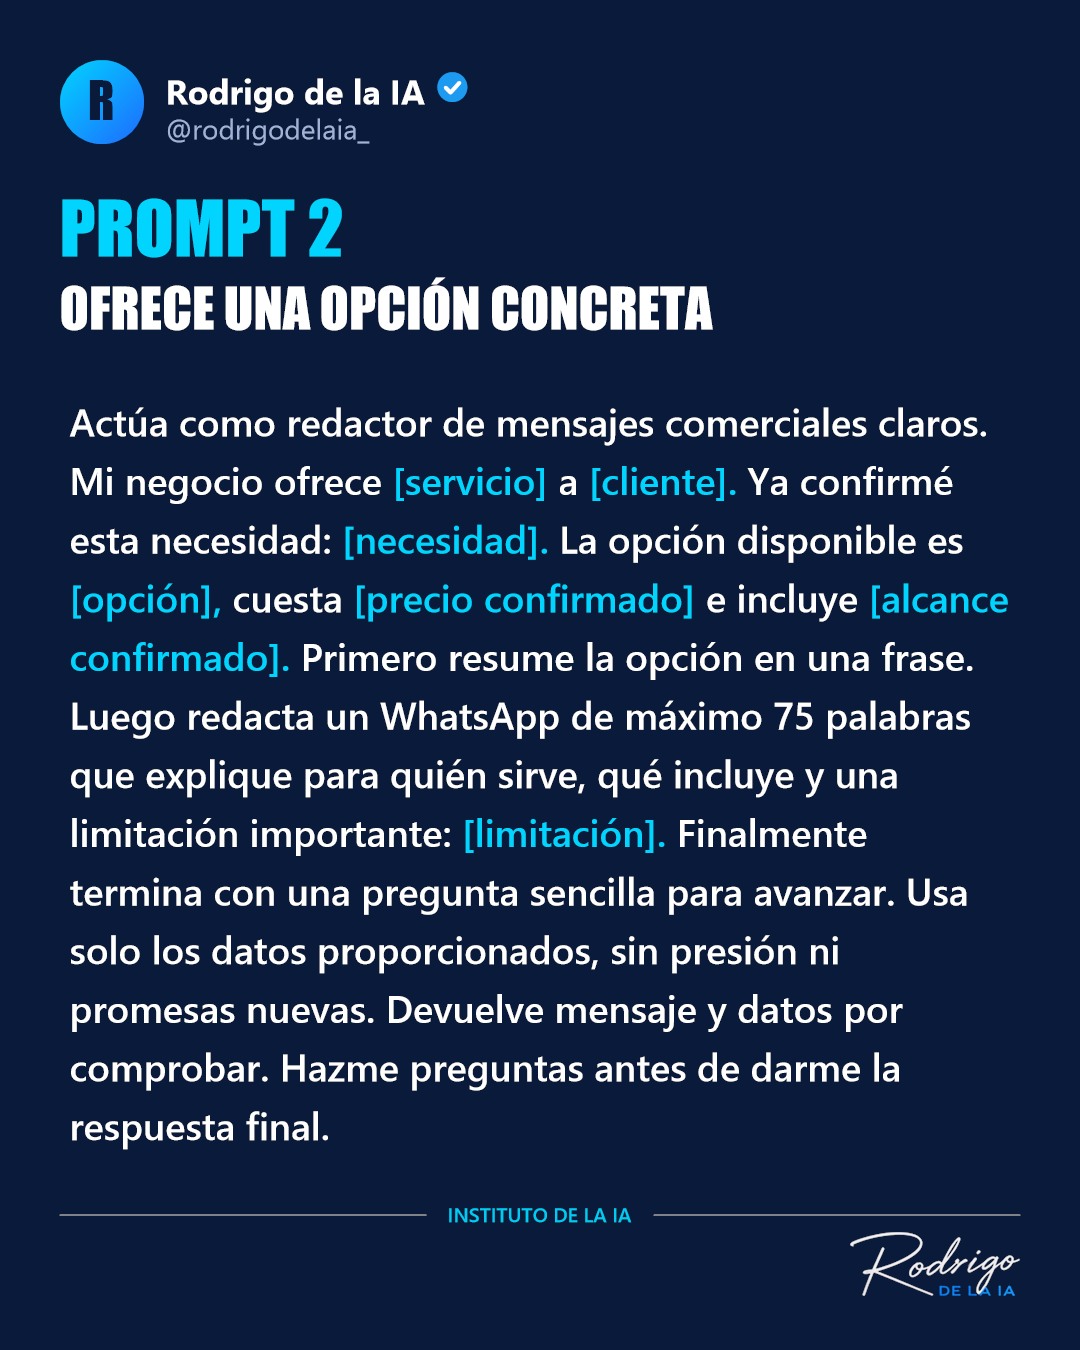 R
Rodrigo de la IA
@rodrigodelaia_
PROMPT 2
OFRECE UNA OPCIÓN CONCRETA
Actúa como redactor de mensajes comerciales claros.
Mi negocio ofrece [servicio] a [cliente]. Ya confirmé
esta necesidad: [necesidad]. La opción disponible es
[opción], cuesta [precio confirmado] e incluye [alcance
confirmado]. Primero resume la opción en una frase.
Luego redacta un WhatsApp de máximo 75 palabras
que explique para quién sirve, qué incluye y una
limitación importante: [limitación]. Finalmente
termina con una pregunta sencilla para avanzar. Usa
solo los datos proporcionados, sin presión ni
promesas nuevas. Devuelve mensaje y datos por
comprobar. Hazme preguntas antes de darme la
respuesta final.
INSTITUTO DE LA IA
Rodrigo
DE LA IA